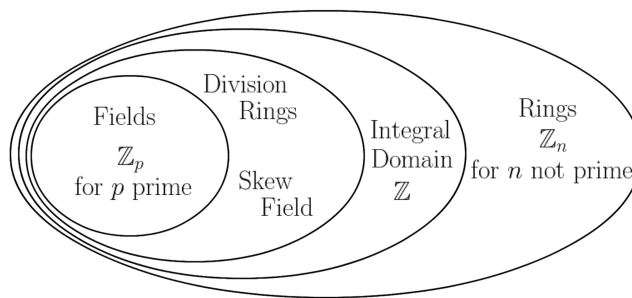 Fields
ℤₚ
for p prime
Division
Rings
Skew
Field
Integral
Domain
ℤ
Rings
ℤₙ
for n not prime